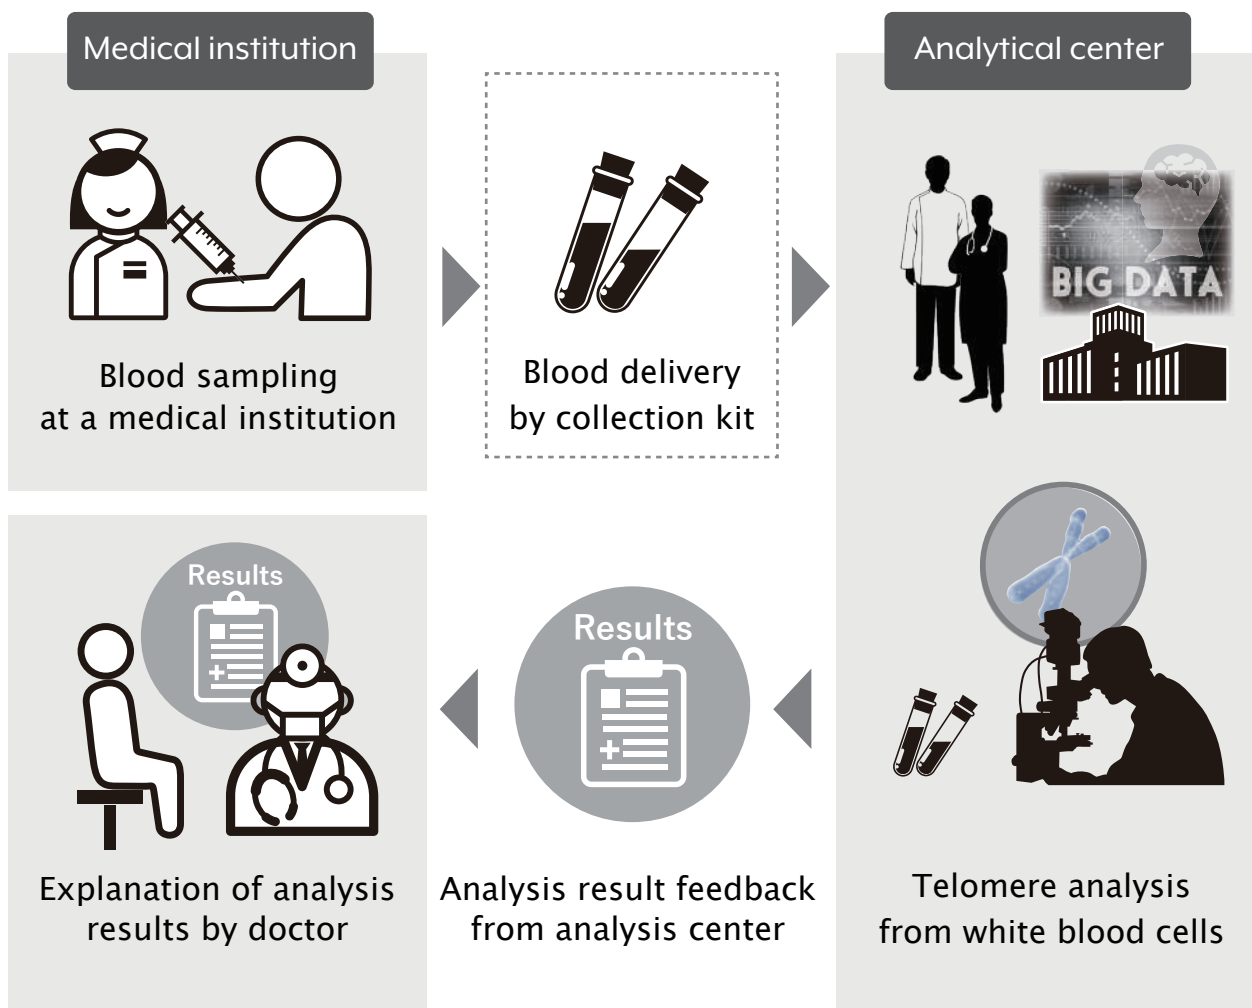 Medical institution
Analytical center
BIG DATA
Blood sampling
at a medical institution
Blood delivery
by collection kit
Results
Results
Explanation of analysis
results by doctor
Analysis result feedback
from analysis center
Telomere analysis
from white blood cells